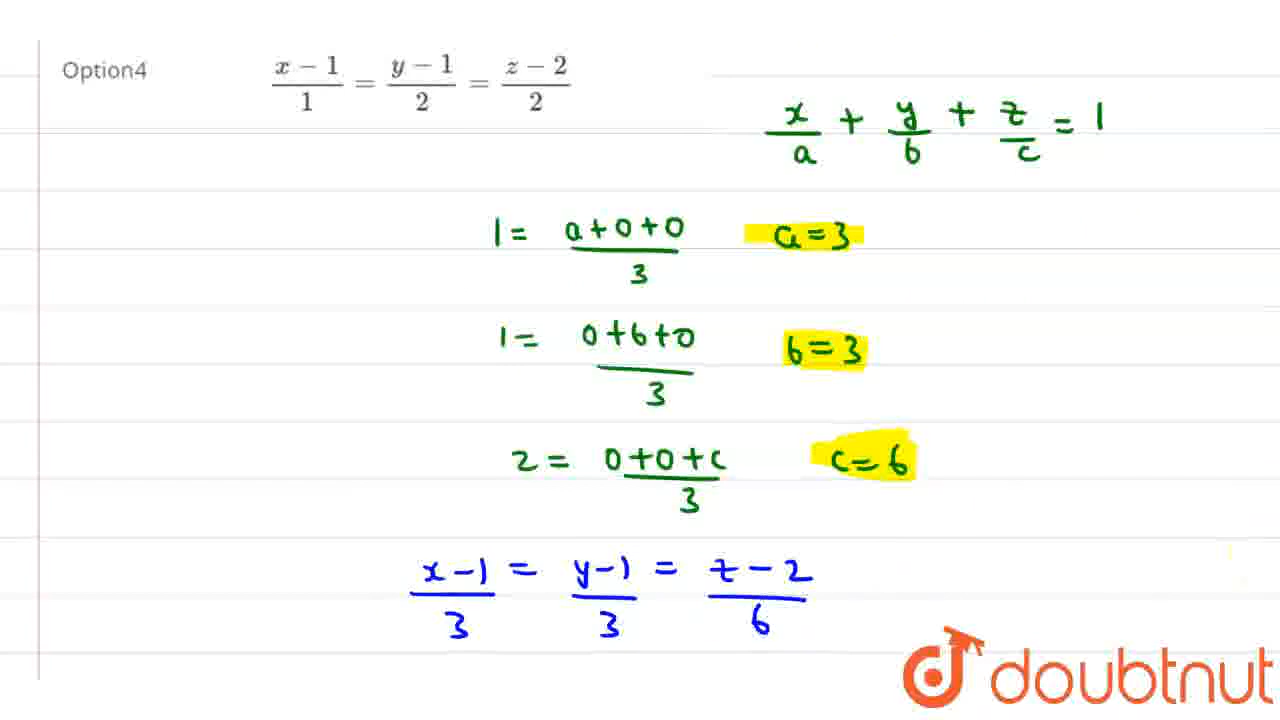 Option4 (x − 1)/1 = (y − 1)/2 = (z − 2)/2
x/a + y/b + z/c = 1
1 = (a+0+0)/3 a=3
1 = (0+b+0)/3 b=3
2 = (0+0+c)/3 c=6
(x-1)/3 = (y-1)/3 = (z-2)/6
doubtnut